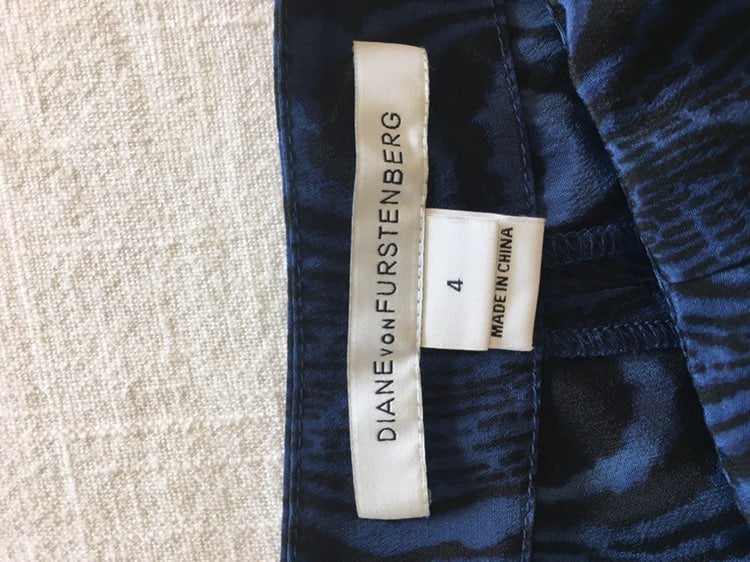 DIANE VON FURSTENBERG
4
MADE IN CHINA